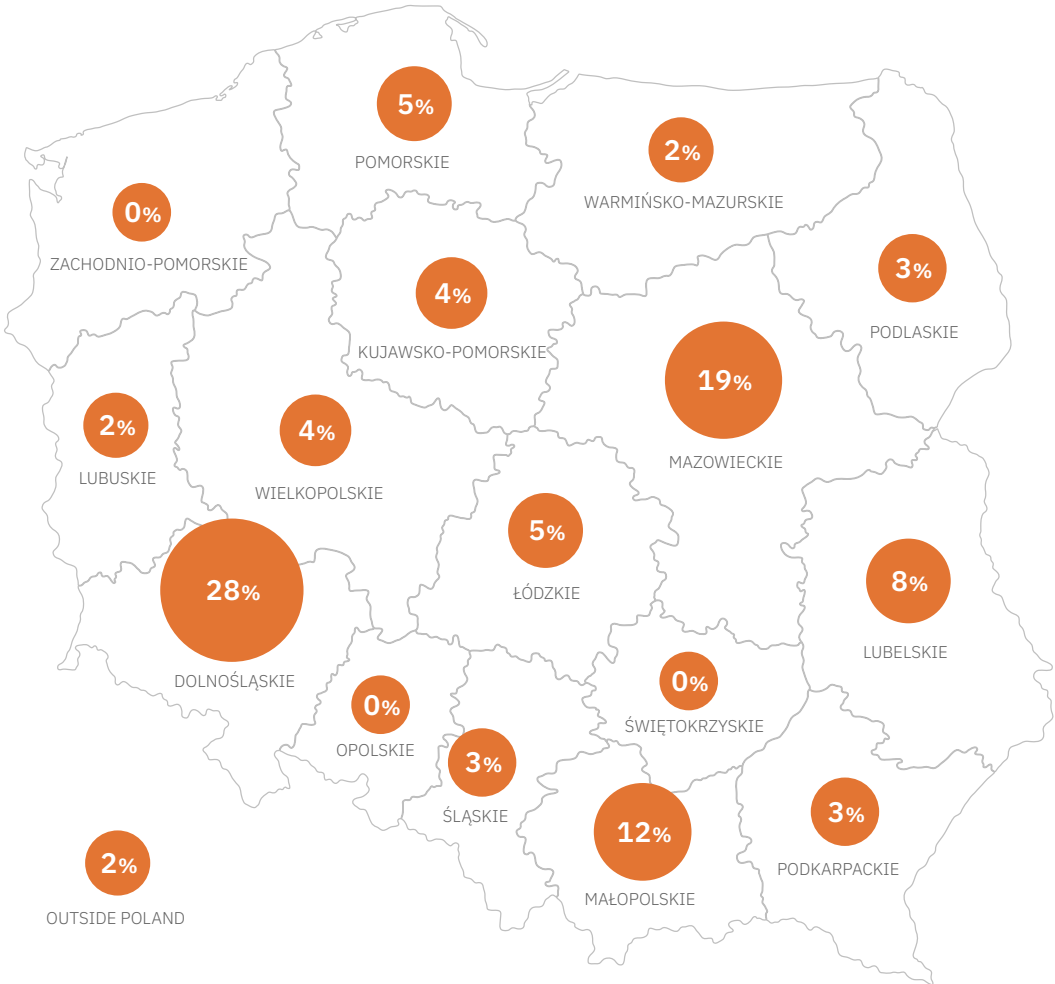 5%
POMORSKIE
2%
WARMIŃSKO-MAZURSKIE
0%
ZACHODNIO-POMORSKIE
3%
PODLASKIE
4%
KUJAWSKO-POMORSKIE
19%
MAZOWIECKIE
2%
LUBUSKIE
4%
WIELKOPOLSKIE
5%
ŁÓDZKIE
28%
DOLNOŚLĄSKIE
8%
LUBELSKIE
0%
OPOLSKIE
0%
ŚWIĘTOKRZYSKIE
3%
ŚLĄSKIE
12%
MAŁOPOLSKIE
3%
PODKARPACKIE
2%
OUTSIDE POLAND